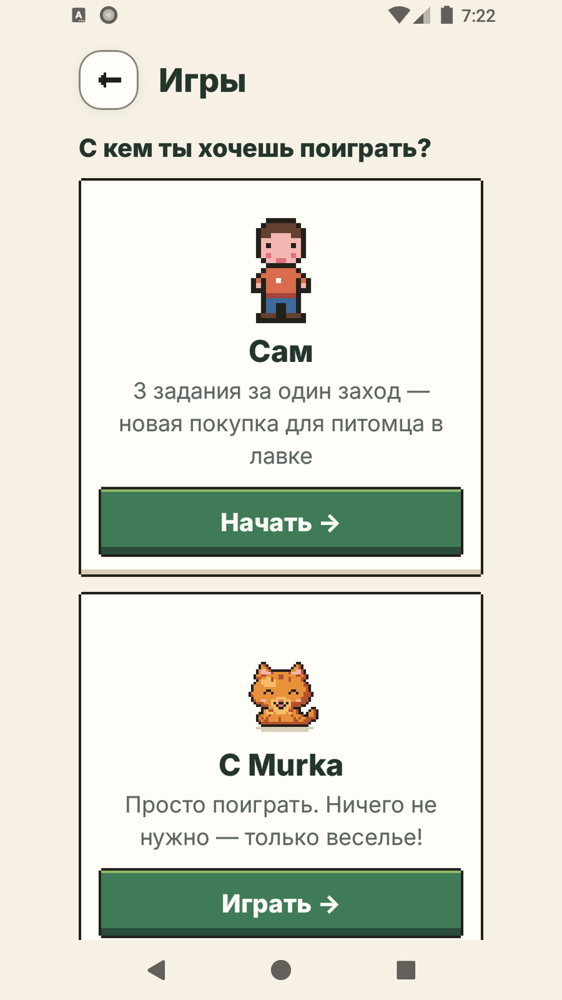 7:22
Игры
С кем ты хочешь поиграть?
Сам
3 задания за один заход —
новая покупка для питомца в
лавке
Начать →
С Murka
Просто поиграть. Ничего не
нужно — только веселье!
Играть →